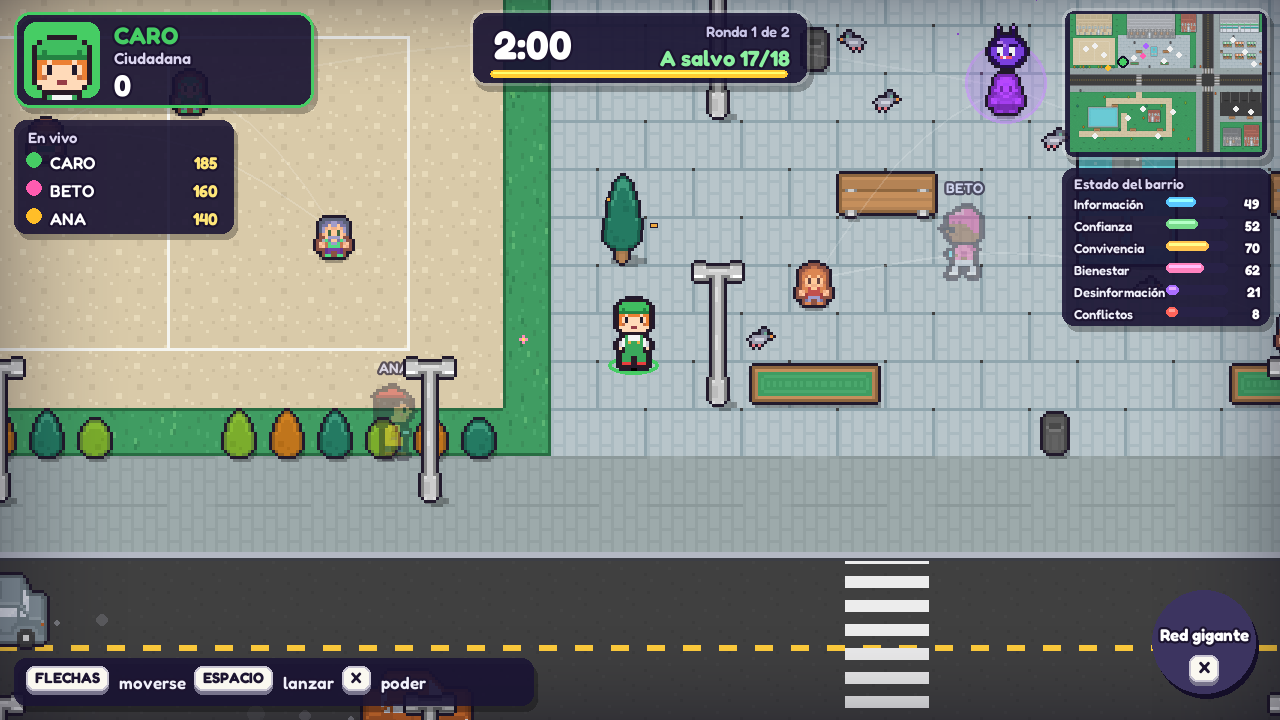 CARO
Ciudadana
0
2:00
Ronda 1 de 2
A salvo 17/18
En vivo
CARO 185
BETO 160
ANA 140
Estado del barrio
Información 49
Confianza 52
Convivencia 70
Bienestar 62
Desinformación 21
Conflictos 8
BETO
ANA
FLECHAS moverse ESPACIO lanzar X poder
Red gigante
X